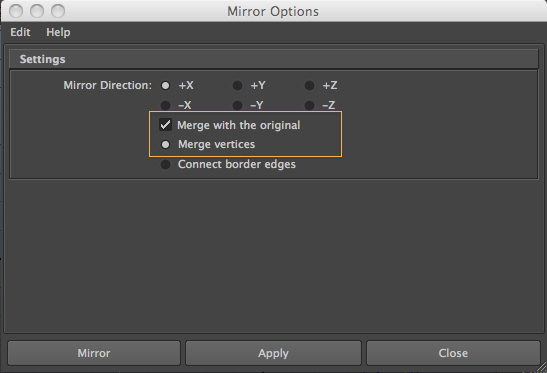 Mirror Options
Edit Help
Settings
Mirror Direction: +X +Y +Z
–X –Y –Z
Merge with the original
Merge vertices
Connect border edges
Mirror Apply Close